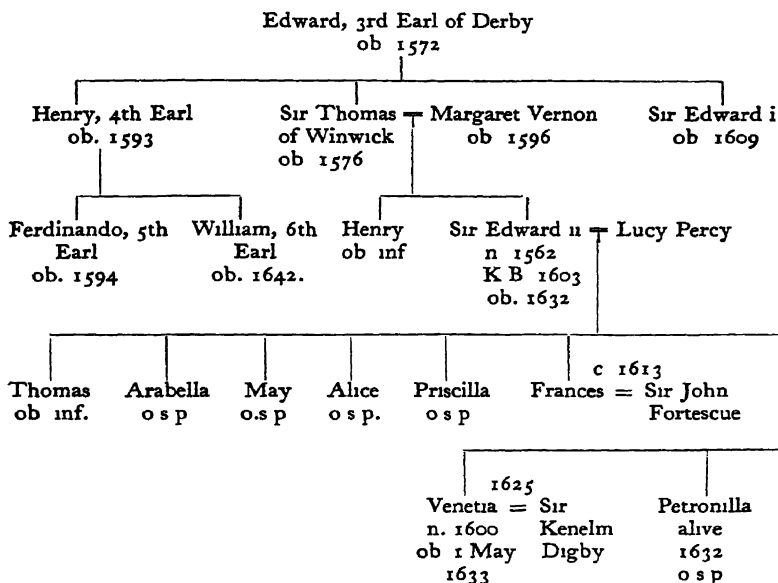 Edward, 3rd Earl of Derby
ob 1572
Henry, 4th Earl
ob. 1593
Sir Thomas
of Winwick
ob 1576
Margaret Vernon
ob 1596
Sir Edward i
ob 1609
Ferdinando, 5th
Earl
ob. 1594
William, 6th
Earl
ob. 1642.
Henry
ob inf
Sir Edward ii
n 1562
K B 1603
ob. 1632
Lucy Percy
Thomas
ob inf.
Arabella
o s p
May
o.s p
Alice
o s p.
Priscilla
o s p
c 1613
Frances = Sir John
Fortescue
1625
Venetia = Sir
n. 1600 Kenelm
ob 1 May Digby
1633
Petronilla
alive
1632
o s p